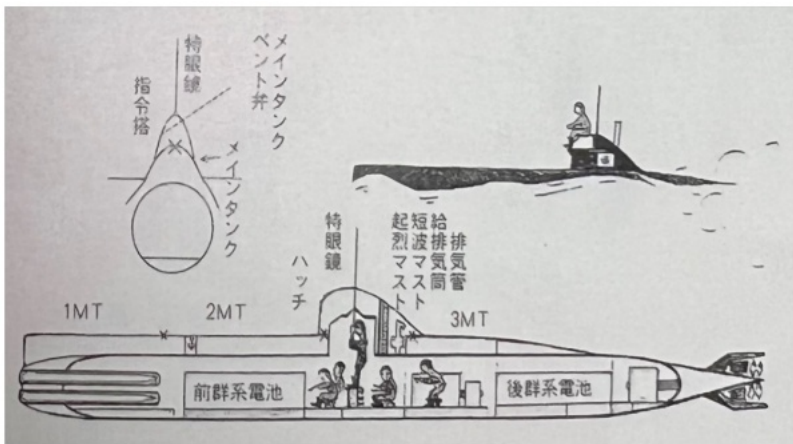 メインタンク
ベント弁
特眼鏡
指令搭
メインタンク
排気管
給排気筒
短波マスト
起烈マスト
特眼鏡
ハッチ
1MT
2MT
3MT
前群系電池
後群系電池